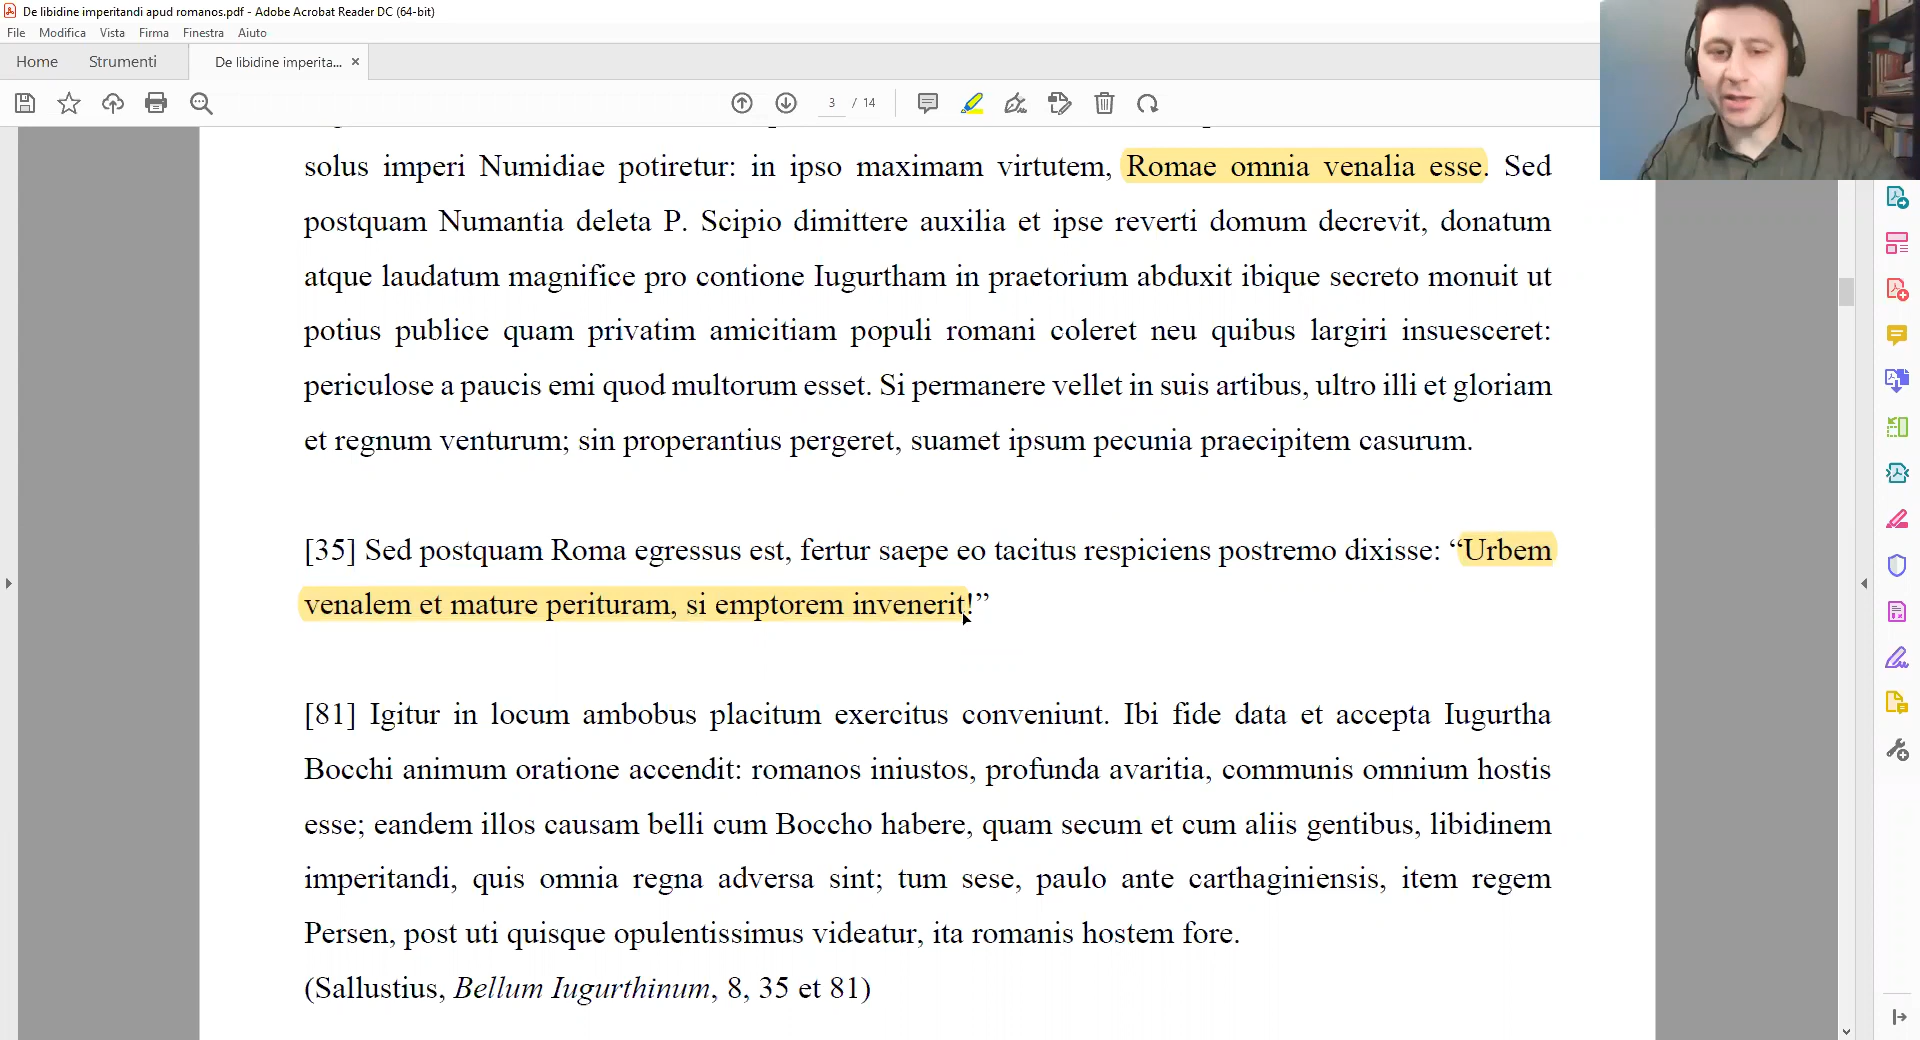 De libidine imperitandi apud romanos.pdf - Adobe Acrobat Reader DC (64-bit)
File Modifica Vista Firma Finestra Aiuto
Home Strumenti De libidine imperita... ×
3 / 14
solus imperi Numidiae potiretur: in ipso maximam virtutem, Romae omnia venalia esse. Sed
postquam Numantia deleta P. Scipio dimittere auxilia et ipse reverti domum decrevit, donatum
atque laudatum magnifice pro contione Iugurtham in praetorium abduxit ibique secreto monuit ut
potius publice quam privatim amicitiam populi romani coleret neu quibus largiri insuesceret:
periculose a paucis emi quod multorum esset. Si permanere vellet in suis artibus, ultro illi et gloriam
et regnum venturum; sin properantius pergeret, suamet ipsum pecunia praecipitem casurum.
[35] Sed postquam Roma egressus est, fertur saepe eo tacitus respiciens postremo dixisse: “Urbem
venalem et mature perituram, si emptorem invenerit!”
[81] Igitur in locum ambobus placitum exercitus conveniunt. Ibi fide data et accepta Iugurtha
Bocchi animum oratione accendit: romanos iniustos, profunda avaritia, communis omnium hostis
esse; eandem illos causam belli cum Boccho habere, quam secum et cum aliis gentibus, libidinem
imperitandi, quis omnia regna adversa sint; tum sese, paulo ante carthaginiensis, item regem
Persen, post uti quisque opulentissimus videatur, ita romanis hostem fore.
(Sallustius, Bellum Iugurthinum, 8, 35 et 81)